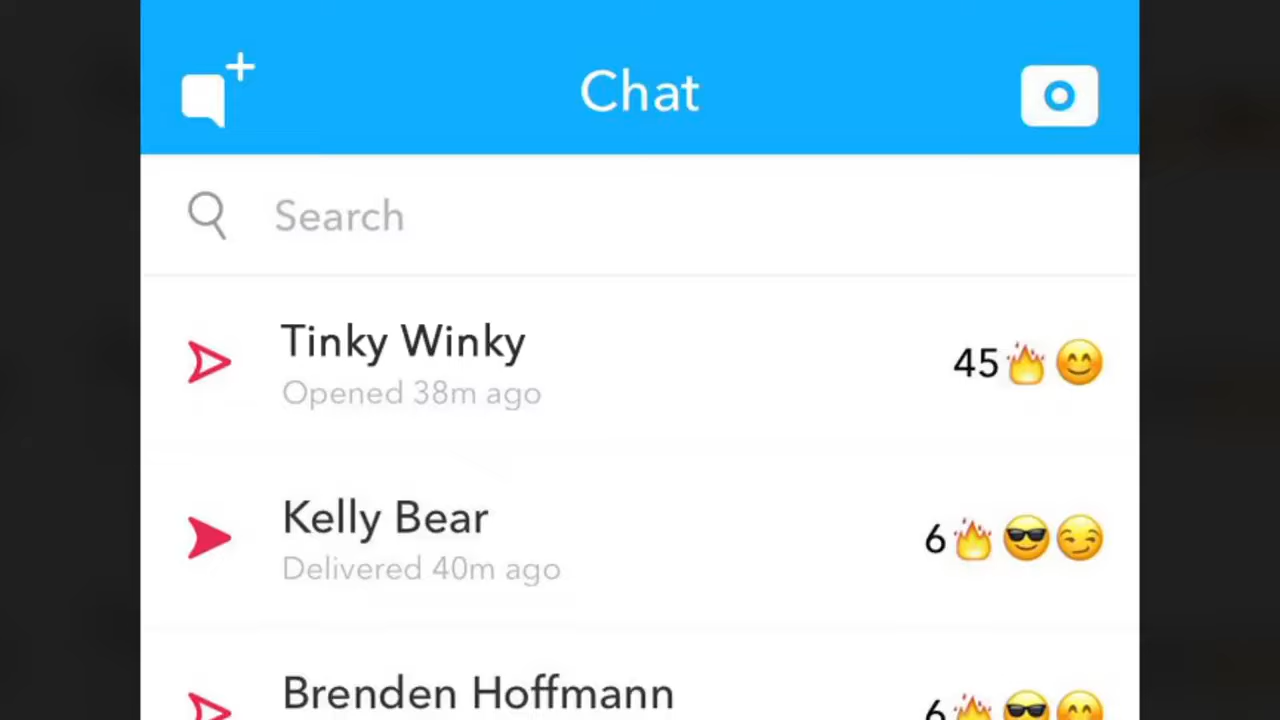 Chat
Search
Tinky Winky
Opened 38m ago
45🔥😊
Kelly Bear
Delivered 40m ago
6🔥😎😏
Brenden Hoffmann
6🔥😎😊